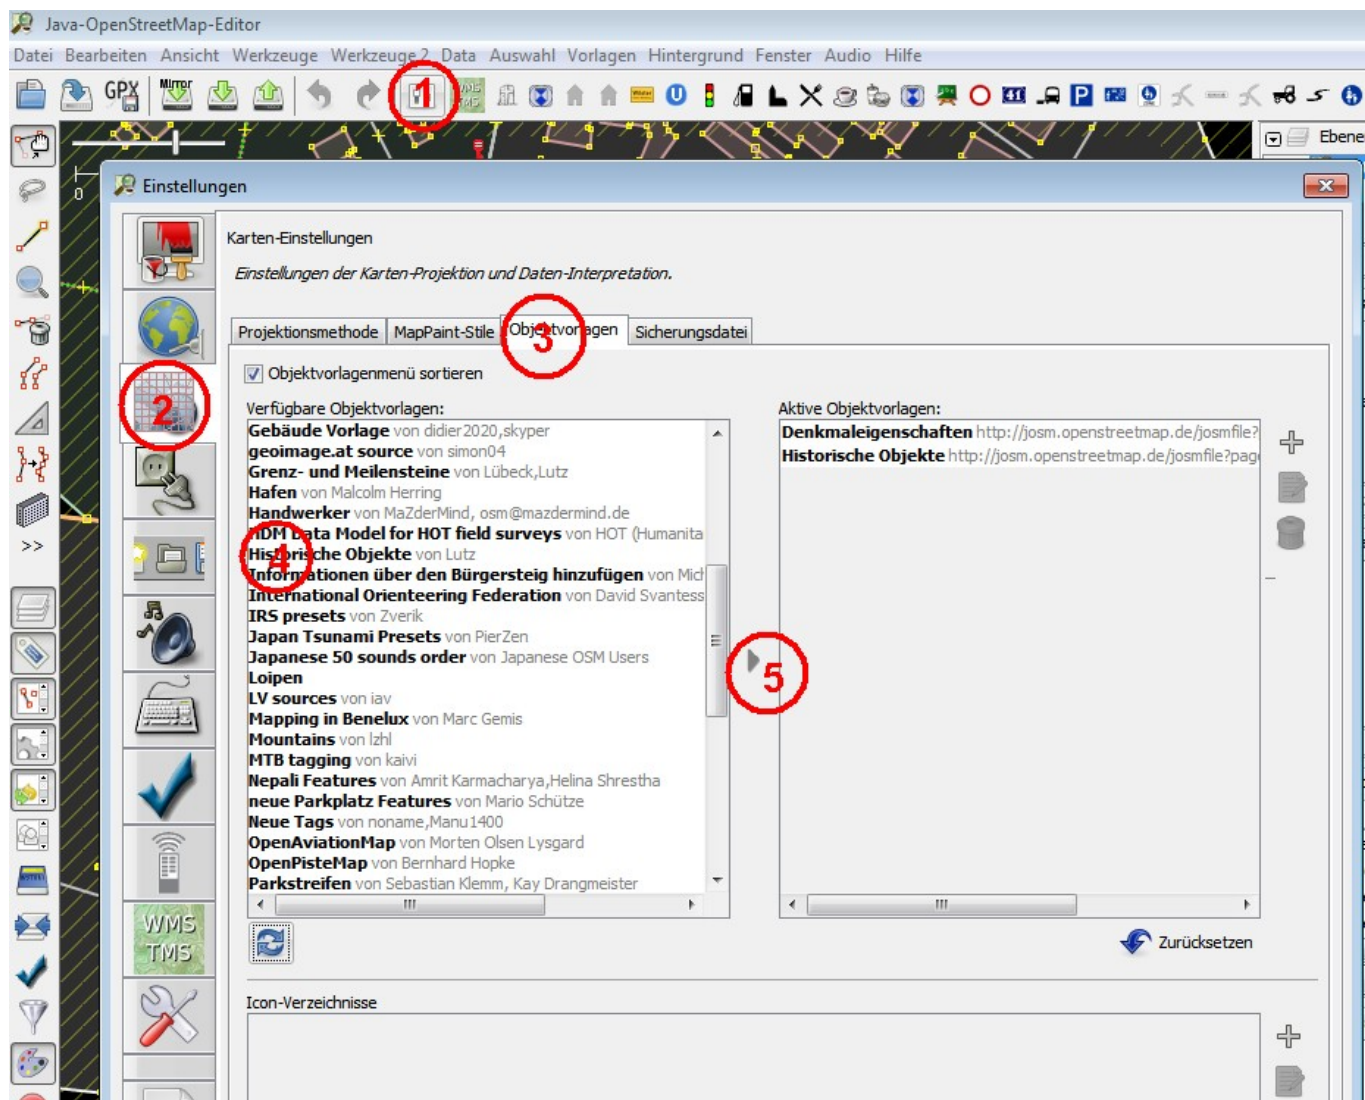 Java-OpenStreetMap-Editor
Datei Bearbeiten Ansicht Werkzeuge Werkzeuge 2 Data Auswahl Vorlagen Hintergrund Fenster Audio Hilfe
GPX Mirror 1 WMS TMS U P
0
Ebene
Einstellungen
Karten-Einstellungen
Einstellungen der Karten-Projektion und Daten-Interpretation.
Projektionsmethode MapPaint-Stile Objektvorlagen Sicherungsdatei
3
Objektvorlagenmenü sortieren
2
Verfügbare Objektvorlagen:
Gebäude Vorlage von didier2020,skyper
geoimage.at source von simon04
Grenz- und Meilensteine von Lübeck,Lutz
Hafen von Malcolm Herring
Handwerker von MaZderMind, osm@mazdermind.de
HDM Data Model for HOT field surveys von HOT (Humanita
Historische Objekte von Lutz
4
Informationen über den Bürgersteig hinzufügen von Mich
International Orienteering Federation von David Svantess
IRS presets von Zverik
Japan Tsunami Presets von PierZen
Japanese 50 sounds order von Japanese OSM Users
Loipen
LV sources von iav
Mapping in Benelux von Marc Gemis
Mountains von lzhl
MTB tagging von kaivi
Nepali Features von Amrit Karmacharya,Helina Shrestha
neue Parkplatz Features von Mario Schütze
Neue Tags von noname,Manu1400
OpenAviationMap von Morten Olsen Lysgard
OpenPisteMap von Bernhard Hopke
Parkstreifen von Sebastian Klemm, Kay Drangmeister
5
Aktive Objektvorlagen:
Denkmaleigenschaften http://josm.openstreetmap.de/josmfile?
Historische Objekte http://josm.openstreetmap.de/josmfile?pag
>>
WMS
TMS
Zurücksetzen
Icon-Verzeichnisse